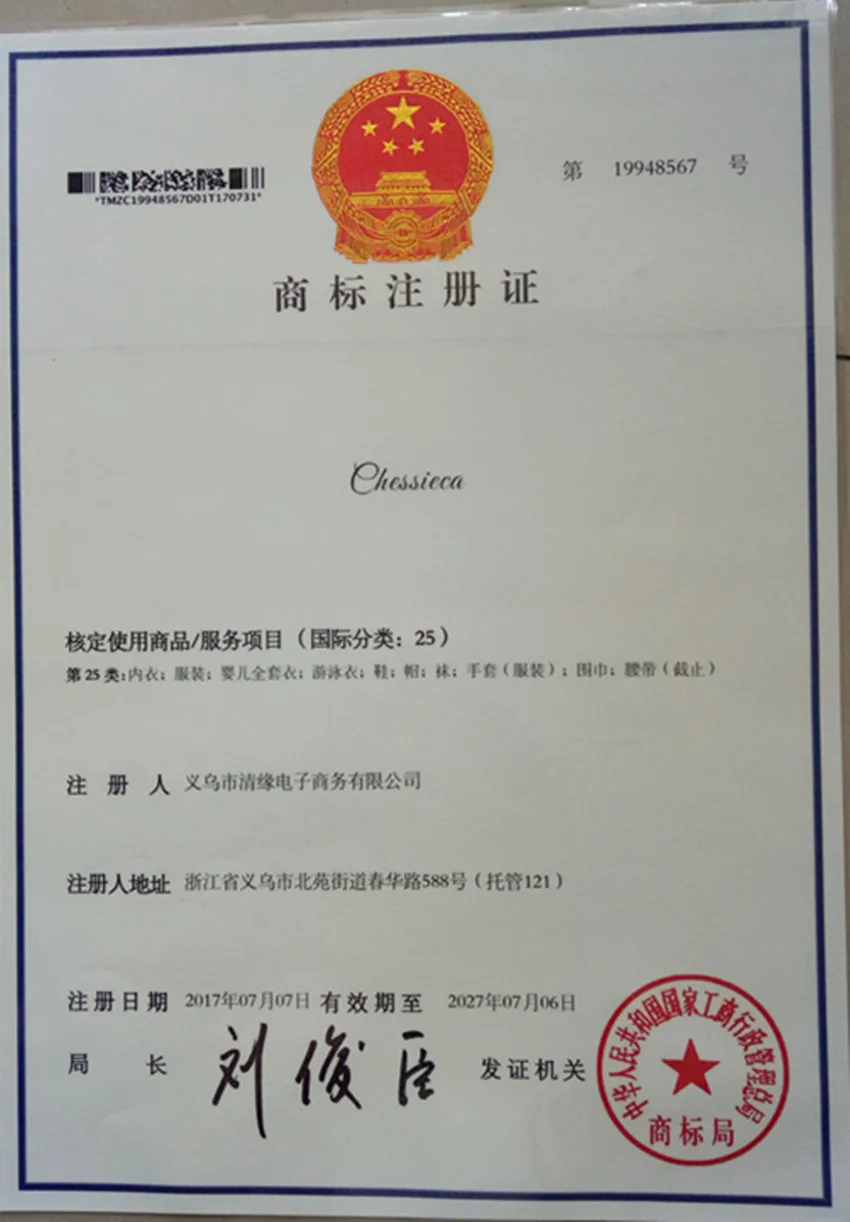 第 19948567 号
*TMZC19948567D01T170731*
商标注册证
Chessieca
核定使用商品/服务项目（国际分类：25）
第25类：内衣；服装；婴儿全套衣；游泳衣；鞋；帽；袜；手套（服装）；围巾；腰带（截止）
注册人 义乌市清缘电子商务有限公司
注册人地址 浙江省义乌市北苑街道春华路588号（托管121）
注册日期 2017年07月07日 有效期至 2027年07月06日
局长 刘俊臣 发证机关
中华人民共和国国家工商行政管理总局
商标局